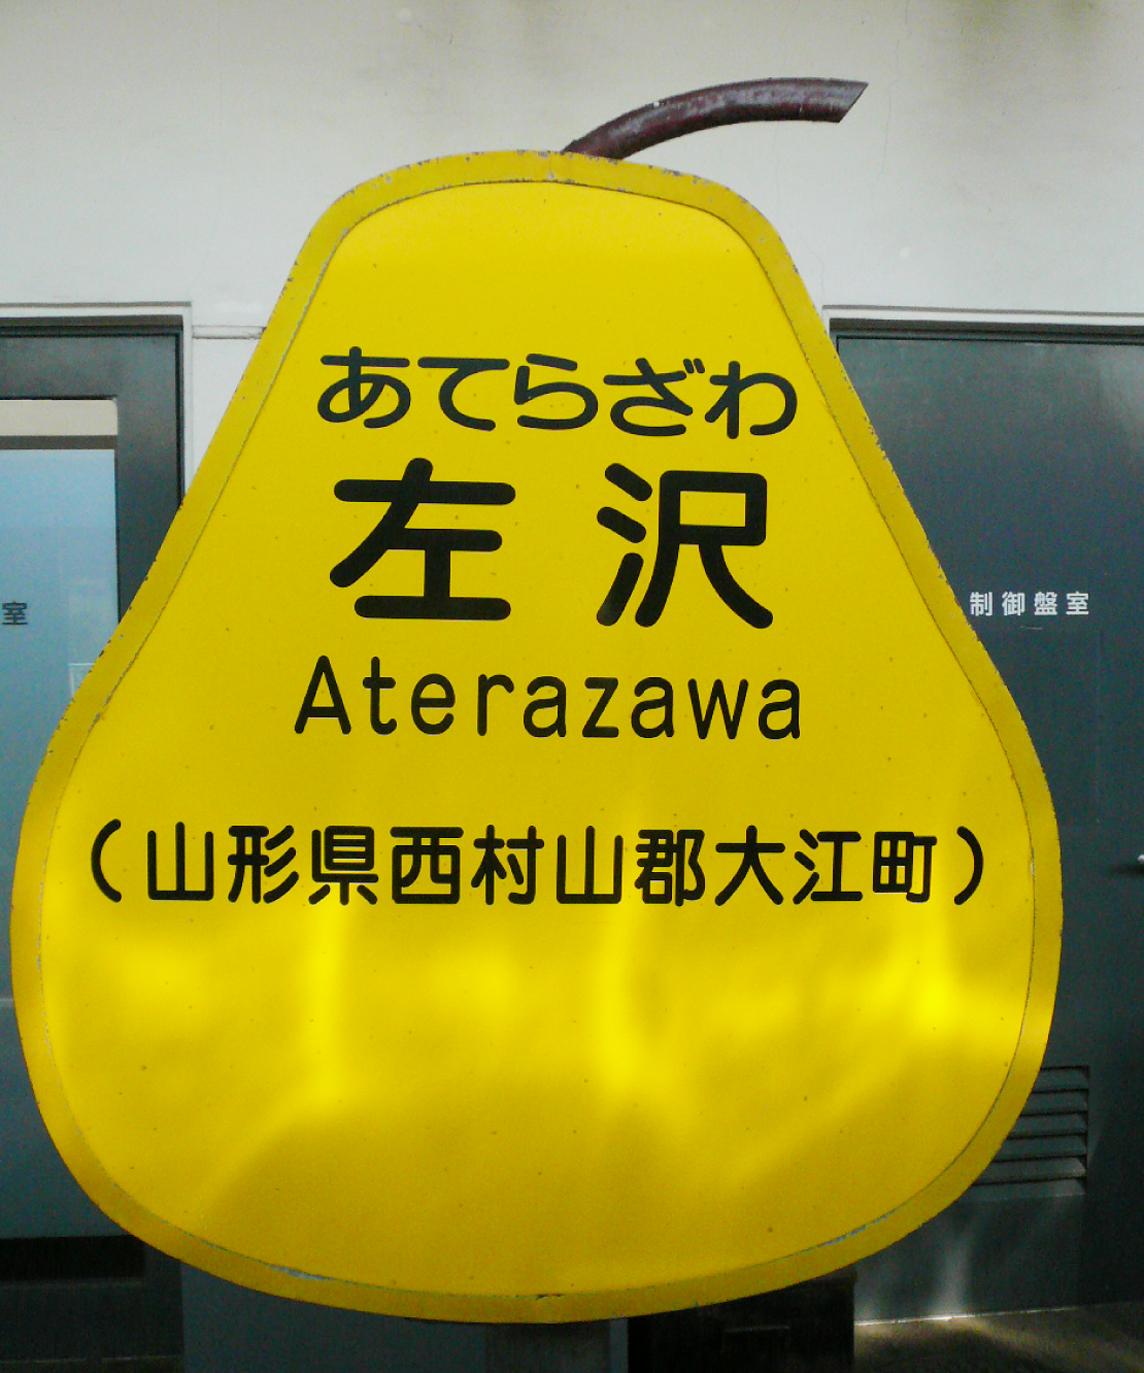 あてらざわ
左沢
Aterazawa
(山形県西村山郡大江町)
制御盤室
室